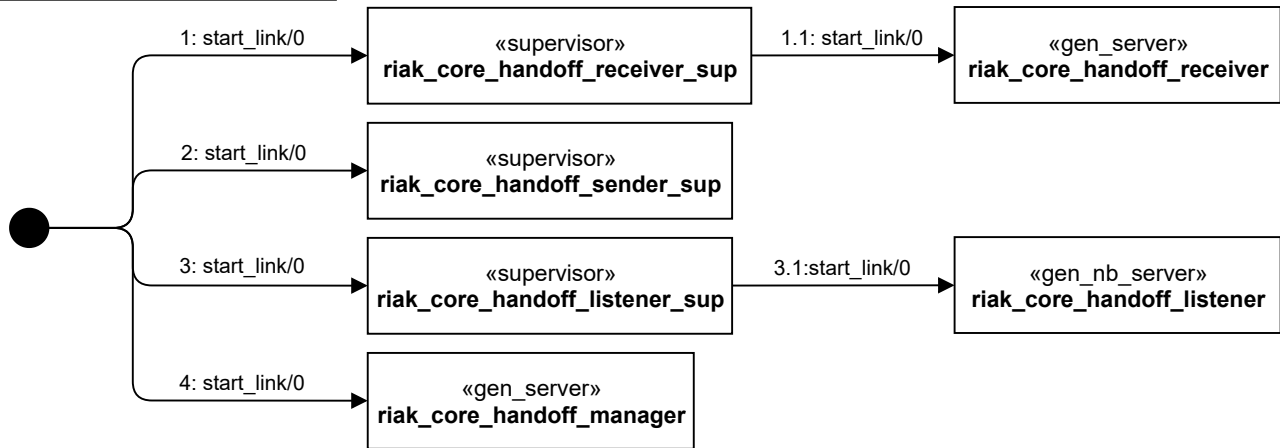 1: start_link/0
«supervisor»
riak_core_handoff_receiver_sup
1.1: start_link/0
«gen_server»
riak_core_handoff_receiver
2: start_link/0
«supervisor»
riak_core_handoff_sender_sup
3: start_link/0
«supervisor»
riak_core_handoff_listener_sup
3.1:start_link/0
«gen_nb_server»
riak_core_handoff_listener
4: start_link/0
«gen_server»
riak_core_handoff_manager